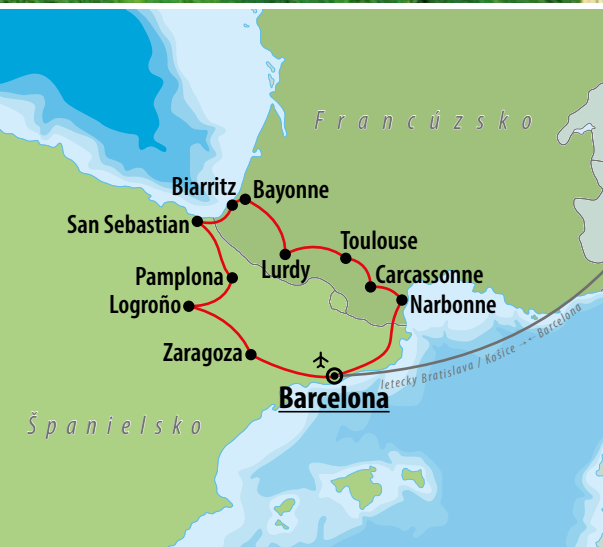 Francúzsko
Biarritz
Bayonne
San Sebastian
Toulouse
Lurdy
Carcassonne
Pamplona
Logroño
Narbonne
Zaragoza
letecky Bratislava / Košice →← Barcelona
Barcelona
Španielsko